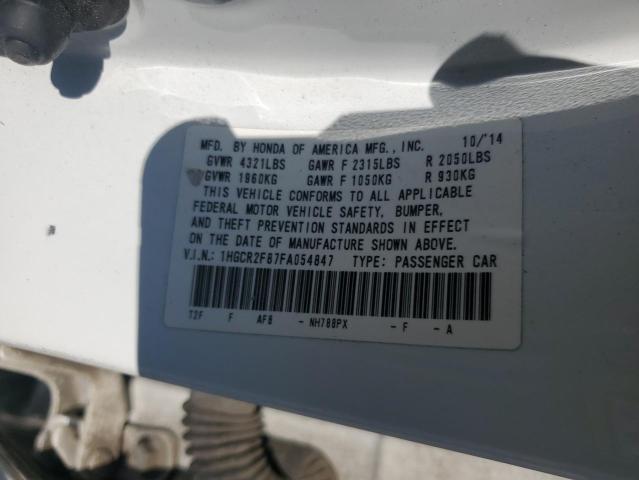 MFD. BY HONDA OF AMERICA MFG., INC. 10/'14
GVWR 4321LBS GAWR F 2315LBS R 2050LBS
GVWR 1960KG GAWR F 1050KG R 930KG
THIS VEHICLE CONFORMS TO ALL APPLICABLE
FEDERAL MOTOR VEHICLE SAFETY, BUMPER,
AND THEFT PREVENTION STANDARDS IN EFFECT
ON THE DATE OF MANUFACTURE SHOWN ABOVE.
V.I.N.: 1HGCR2F87FA054847 TYPE: PASSENGER CAR
T2F F AF6 - NH788PX - F - A